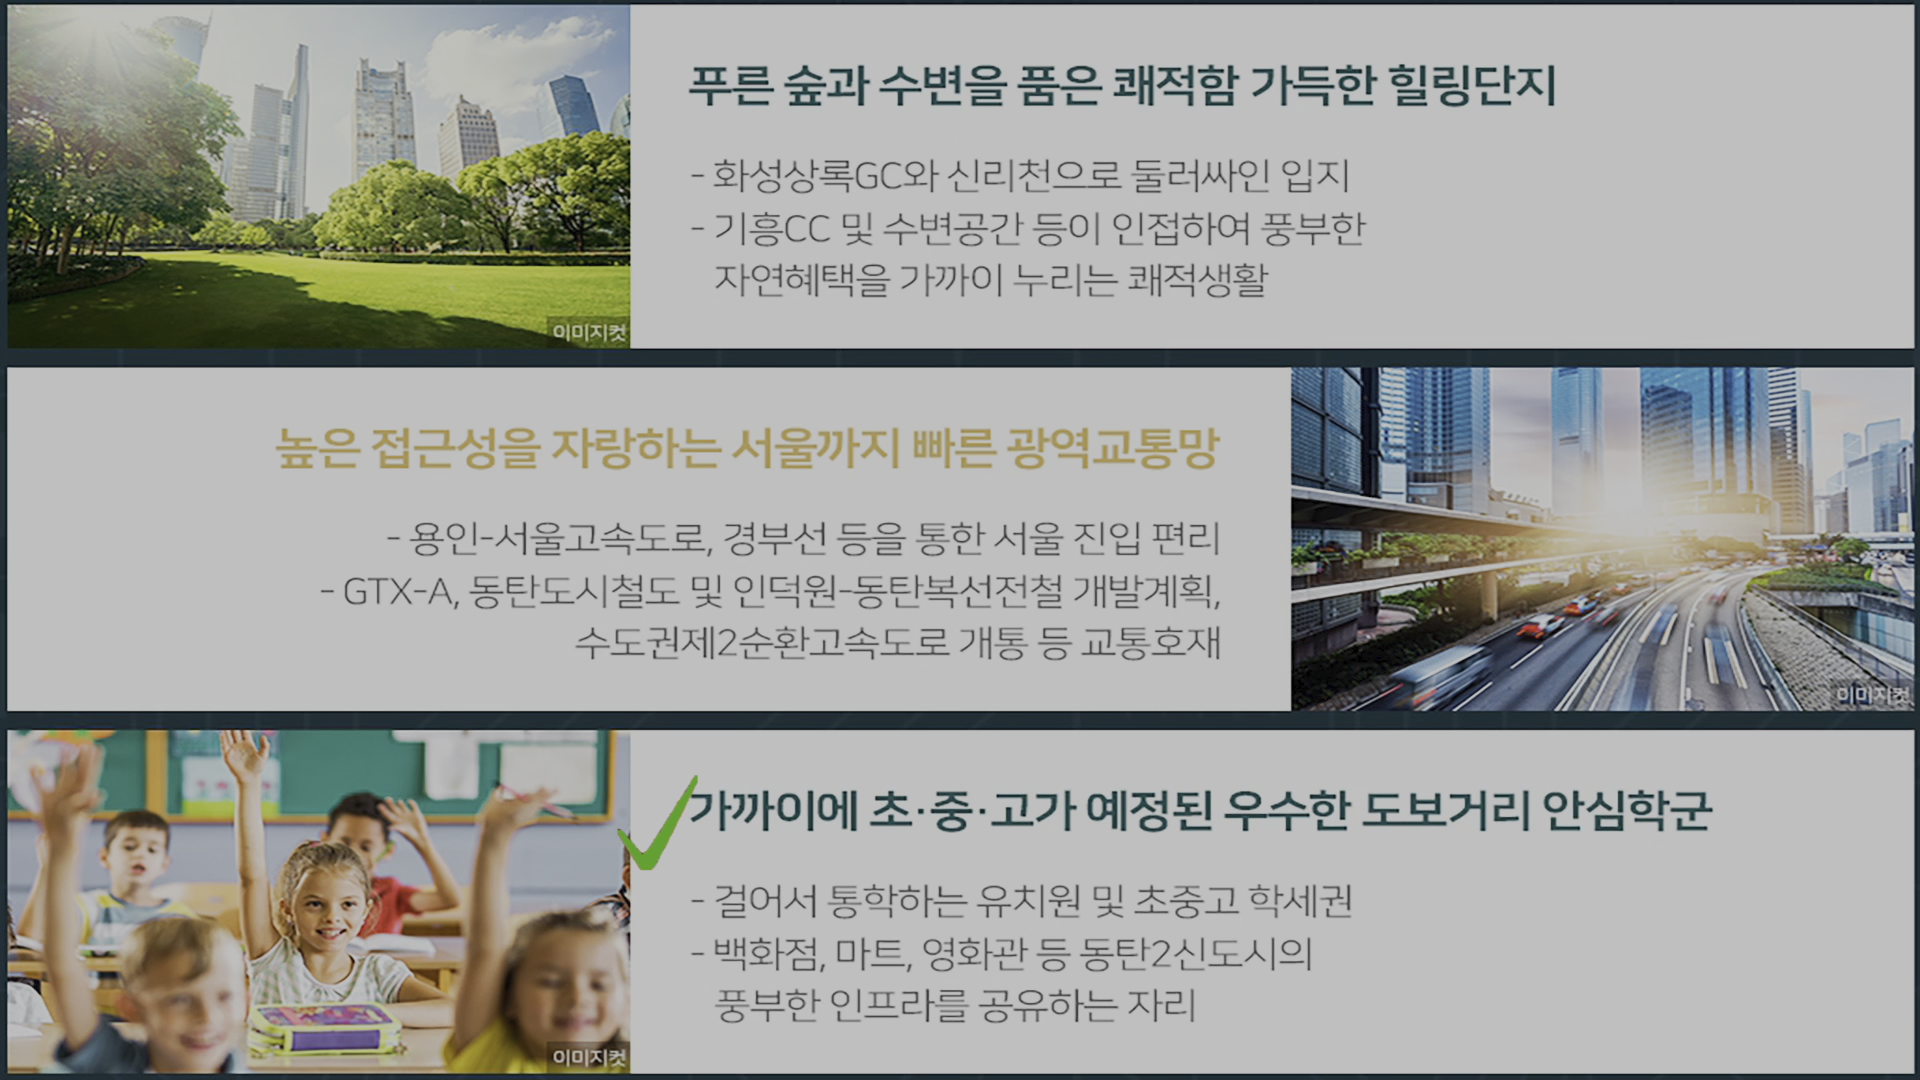 푸른 숲과 수변을 품은 쾌적함 가득한 힐링단지
- 화성상록GC와 신리천으로 둘러싸인 입지
- 기흥CC 및 수변공간 등이 인접하여 풍부한
자연혜택을 가까이 누리는 쾌적생활
이미지컷
높은 접근성을 자랑하는 서울까지 빠른 광역교통망
- 용인-서울고속도로, 경부선 등을 통한 서울 진입 편리
- GTX-A, 동탄도시철도 및 인덕원-동탄복선전철 개발계획,
수도권제2순환고속도로 개통 등 교통호재
이미지컷
가까이에 초·중·고가 예정된 우수한 도보거리 안심학군
- 걸어서 통학하는 유치원 및 초중고 학세권
- 백화점, 마트, 영화관 등 동탄2신도시의
풍부한 인프라를 공유하는 자리
이미지컷